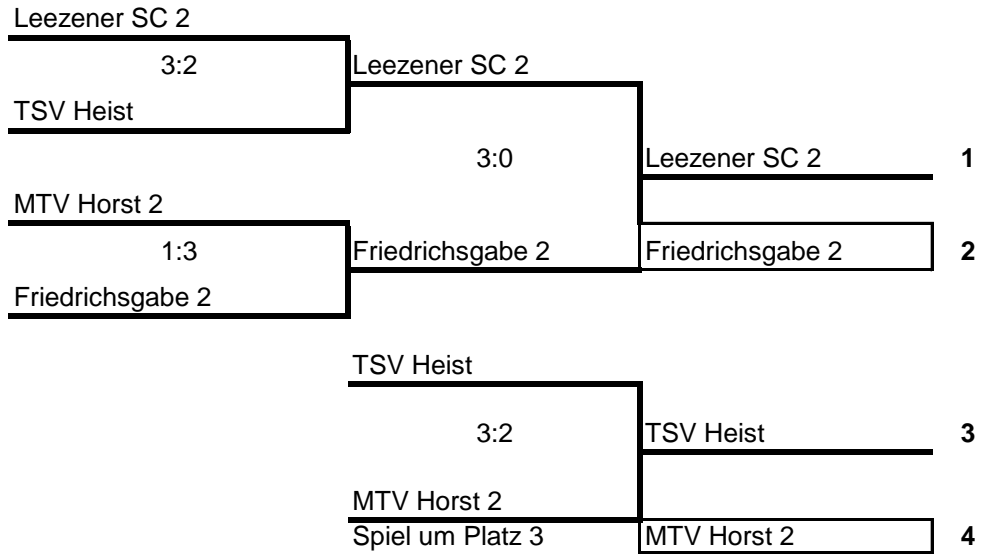 Leezener SC 2
3:2 Leezener SC 2
TSV Heist
3:0 Leezener SC 2 1
MTV Horst 2
1:3 Friedrichsgabe 2 Friedrichsgabe 2 2
Friedrichsgabe 2
TSV Heist
3:2 TSV Heist 3
MTV Horst 2
Spiel um Platz 3 MTV Horst 2 4